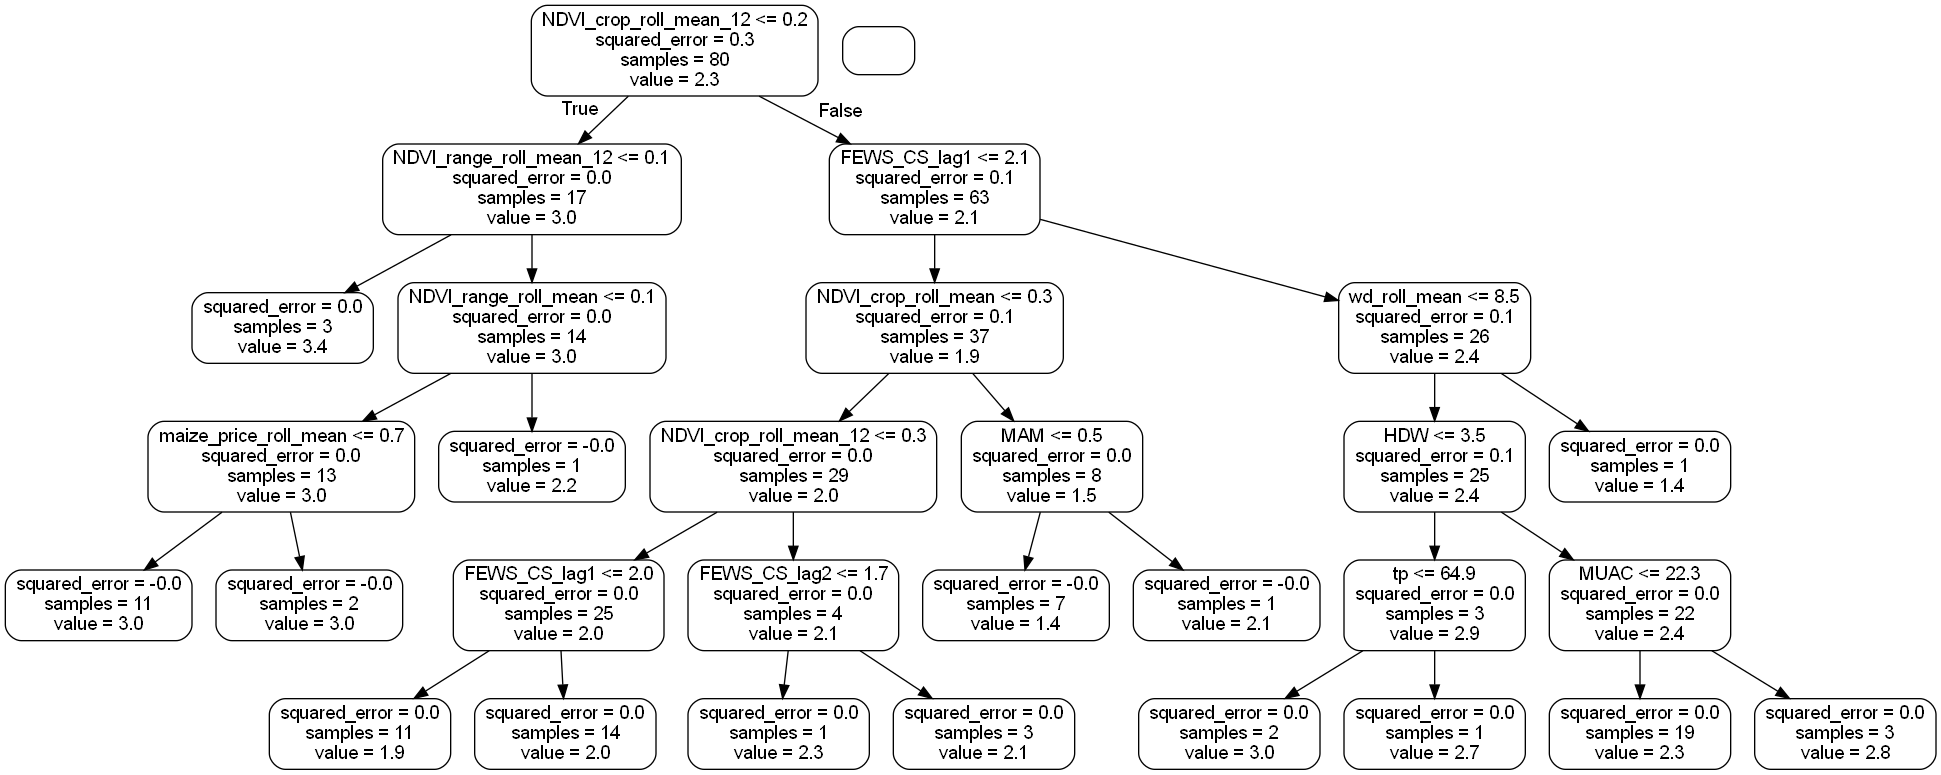 NDVI_crop_roll_mean_12 <= 0.2
squared_error = 0.3
samples = 80
value = 2.3
True
False
NDVI_range_roll_mean_12 <= 0.1
squared_error = 0.0
samples = 17
value = 3.0
FEWS_CS_lag1 <= 2.1
squared_error = 0.1
samples = 63
value = 2.1
squared_error = 0.0
samples = 3
value = 3.4
NDVI_range_roll_mean <= 0.1
squared_error = 0.0
samples = 14
value = 3.0
NDVI_crop_roll_mean <= 0.3
squared_error = 0.1
samples = 37
value = 1.9
wd_roll_mean <= 8.5
squared_error = 0.1
samples = 26
value = 2.4
maize_price_roll_mean <= 0.7
squared_error = 0.0
samples = 13
value = 3.0
squared_error = -0.0
samples = 1
value = 2.2
NDVI_crop_roll_mean_12 <= 0.3
squared_error = 0.0
samples = 29
value = 2.0
MAM <= 0.5
squared_error = 0.0
samples = 8
value = 1.5
HDW <= 3.5
squared_error = 0.1
samples = 25
value = 2.4
squared_error = 0.0
samples = 1
value = 1.4
squared_error = -0.0
samples = 11
value = 3.0
squared_error = -0.0
samples = 2
value = 3.0
FEWS_CS_lag1 <= 2.0
squared_error = 0.0
samples = 25
value = 2.0
FEWS_CS_lag2 <= 1.7
squared_error = 0.0
samples = 4
value = 2.1
squared_error = -0.0
samples = 7
value = 1.4
squared_error = -0.0
samples = 1
value = 2.1
tp <= 64.9
squared_error = 0.0
samples = 3
value = 2.9
MUAC <= 22.3
squared_error = 0.0
samples = 22
value = 2.4
squared_error = 0.0
samples = 11
value = 1.9
squared_error = 0.0
samples = 14
value = 2.0
squared_error = 0.0
samples = 1
value = 2.3
squared_error = 0.0
samples = 3
value = 2.1
squared_error = 0.0
samples = 2
value = 3.0
squared_error = 0.0
samples = 1
value = 2.7
squared_error = 0.0
samples = 19
value = 2.3
squared_error = 0.0
samples = 3
value = 2.8